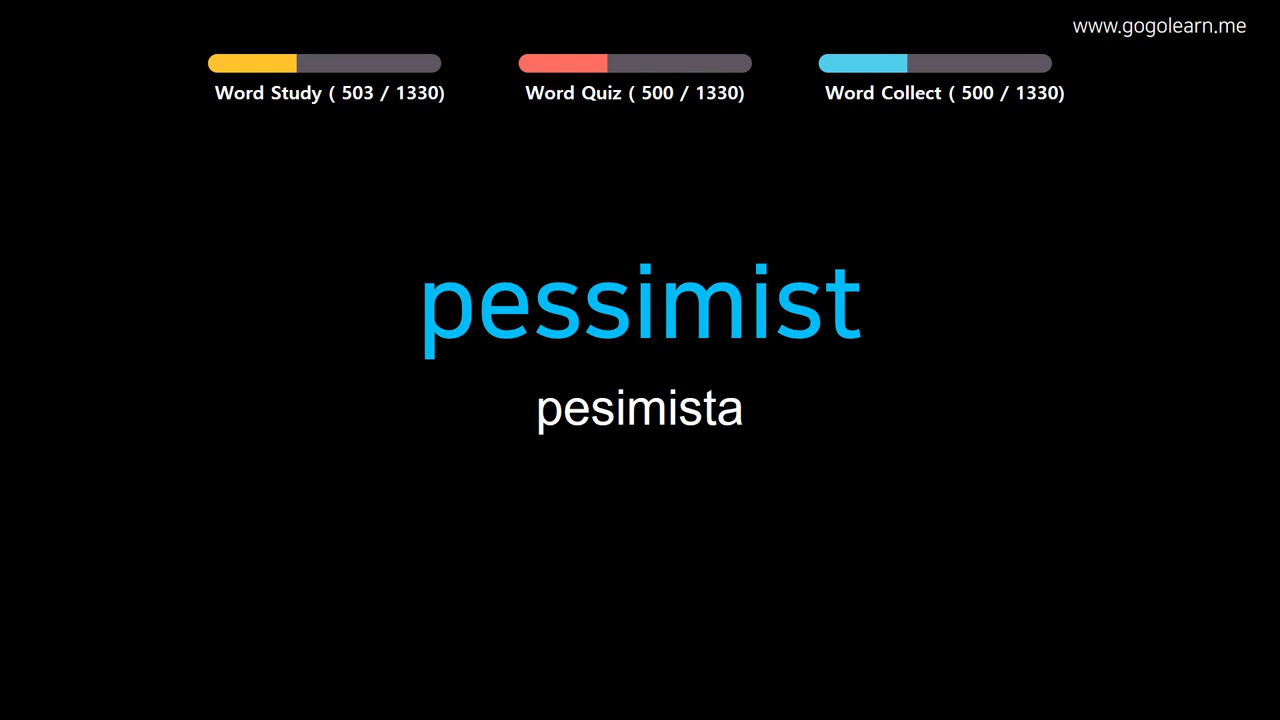 www.gogolearn.me
Word Study ( 503 / 1330)
Word Quiz ( 500 / 1330)
Word Collect ( 500 / 1330)
pessimist
pesimista